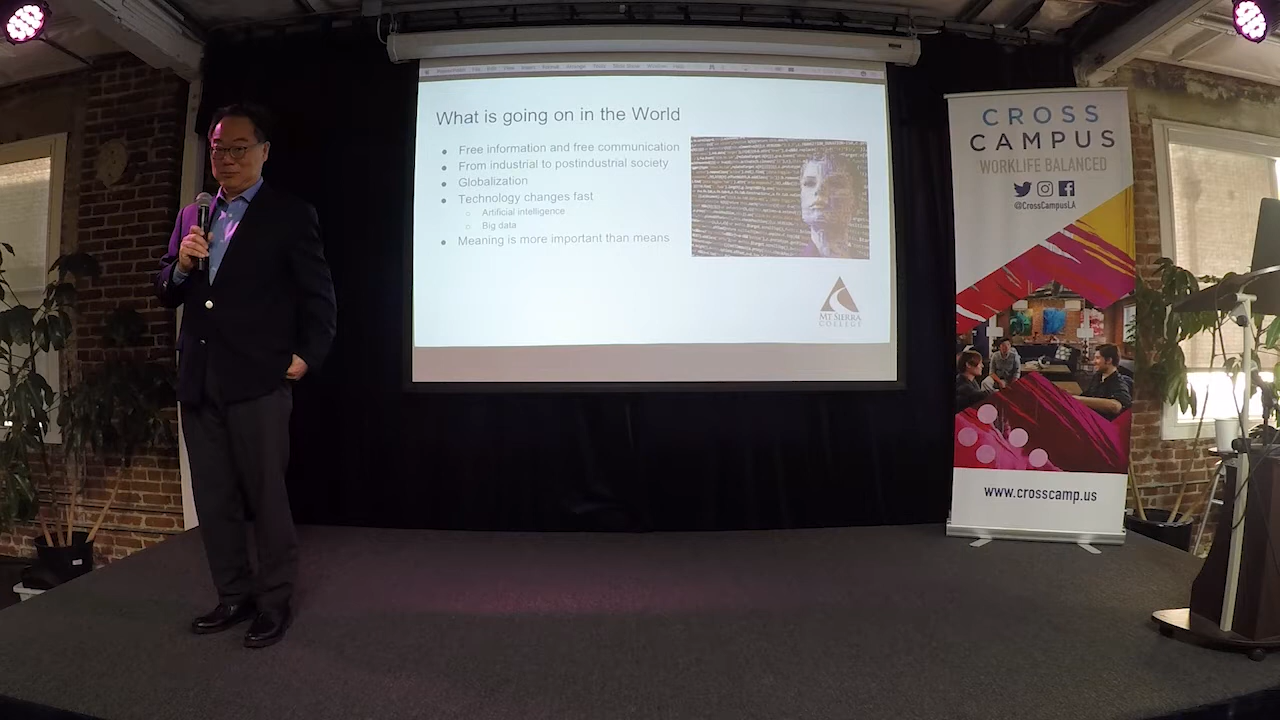 What is going on in the World
● Free information and free communication
● From industrial to postindustrial society
● Globalization
● Technology changes fast
○ Artificial intelligence
○ Big data
● Meaning is more important than means
MT SIERRA
COLLEGE
CROSS
CAMPUS
WORKLIFE BALANCED
@CrossCampusLA
www.crosscamp.us